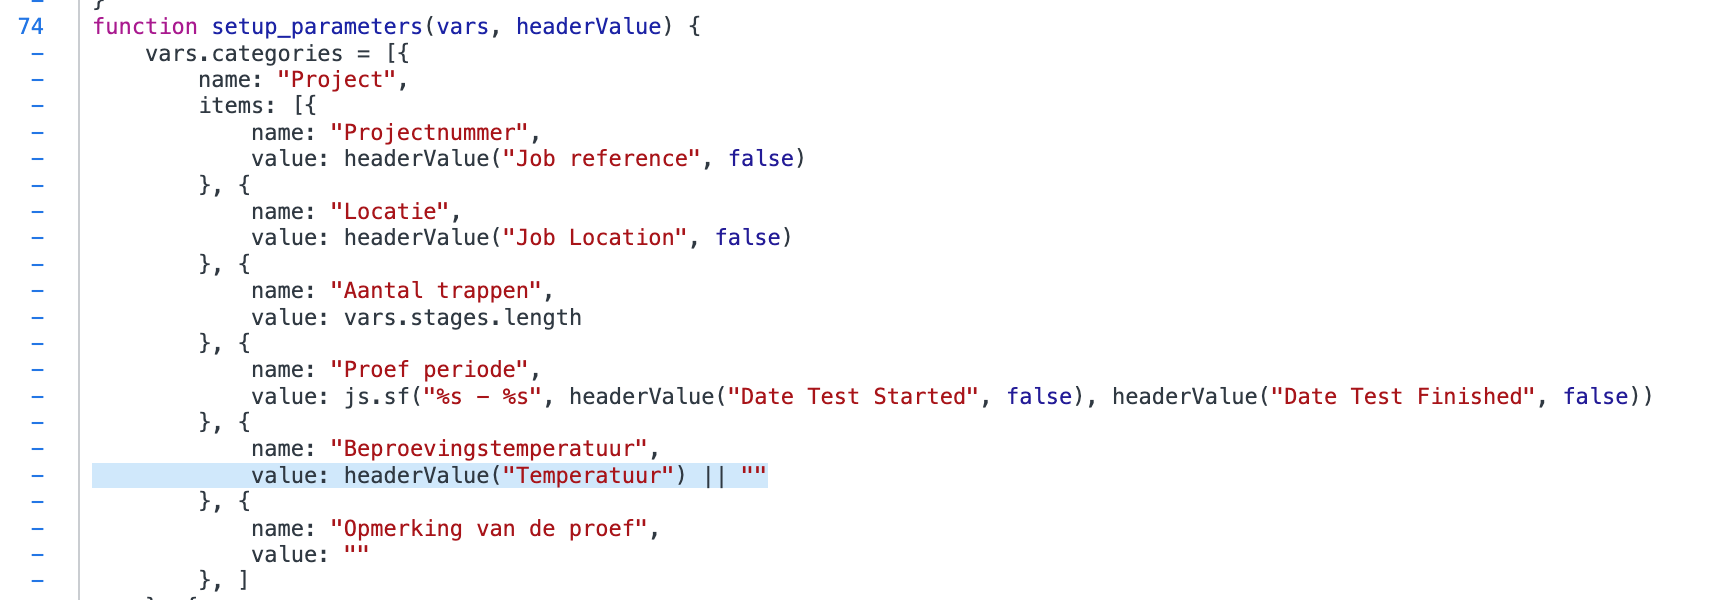 }
74 function setup_parameters(vars, headerValue) {
- vars.categories = [{
- name: "Project",
- items: [{
- name: "Projectnummer",
- value: headerValue("Job reference", false)
- }, {
- name: "Locatie",
- value: headerValue("Job Location", false)
- }, {
- name: "Aantal trappen",
- value: vars.stages.length
- }, {
- name: "Proef periode",
- value: js.sf("%s – %s", headerValue("Date Test Started", false), headerValue("Date Test Finished", false))
- }, {
- name: "Beproevingstemperatuur",
- value: headerValue("Temperatuur") || ""
- }, {
- name: "Opmerking van de proef",
- value: ""
- }, ]